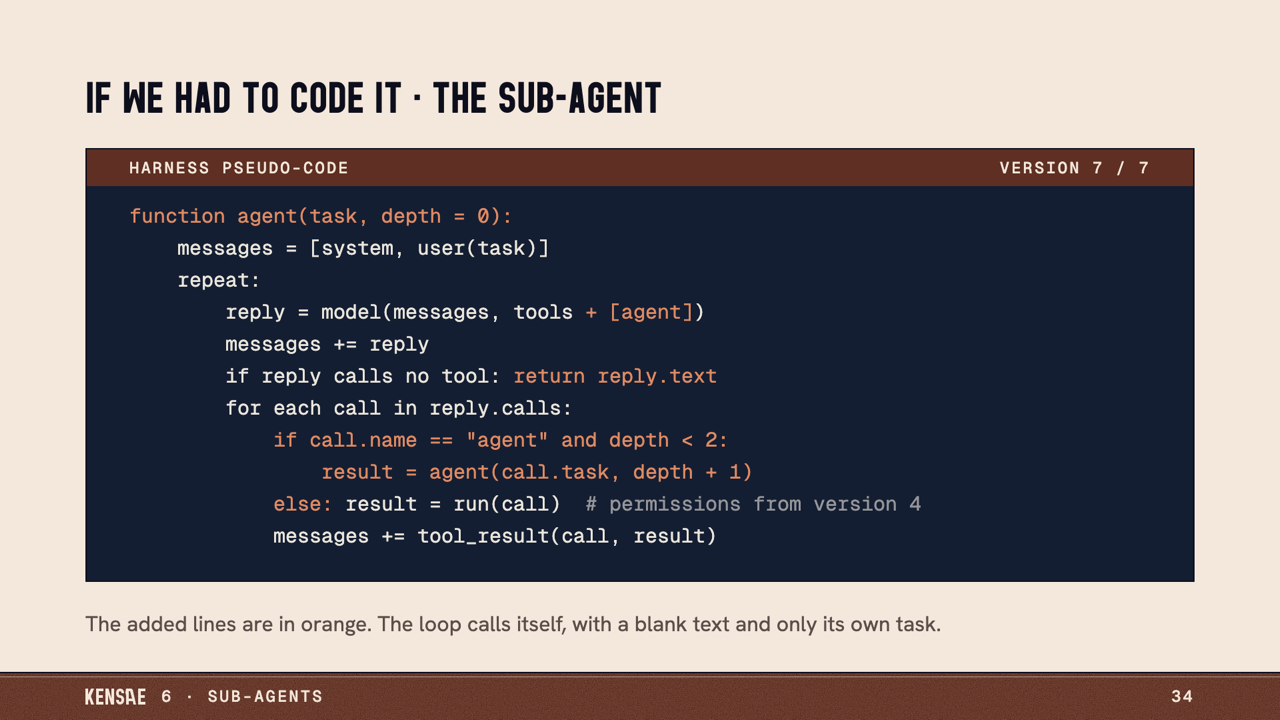 IF WE HAD TO CODE IT · THE SUB-AGENT
HARNESS PSEUDO-CODE
VERSION 7 / 7
function agent(task, depth = 0):
    messages = [system, user(task)]
    repeat:
        reply = model(messages, tools + [agent])
        messages += reply
        if reply calls no tool: return reply.text
        for each call in reply.calls:
            if call.name == "agent" and depth < 2:
                result = agent(call.task, depth + 1)
            else: result = run(call)  # permissions from version 4
            messages += tool_result(call, result)
The added lines are in orange. The loop calls itself, with a blank text and only its own task.
KENSAE 6 · SUB-AGENTS
34